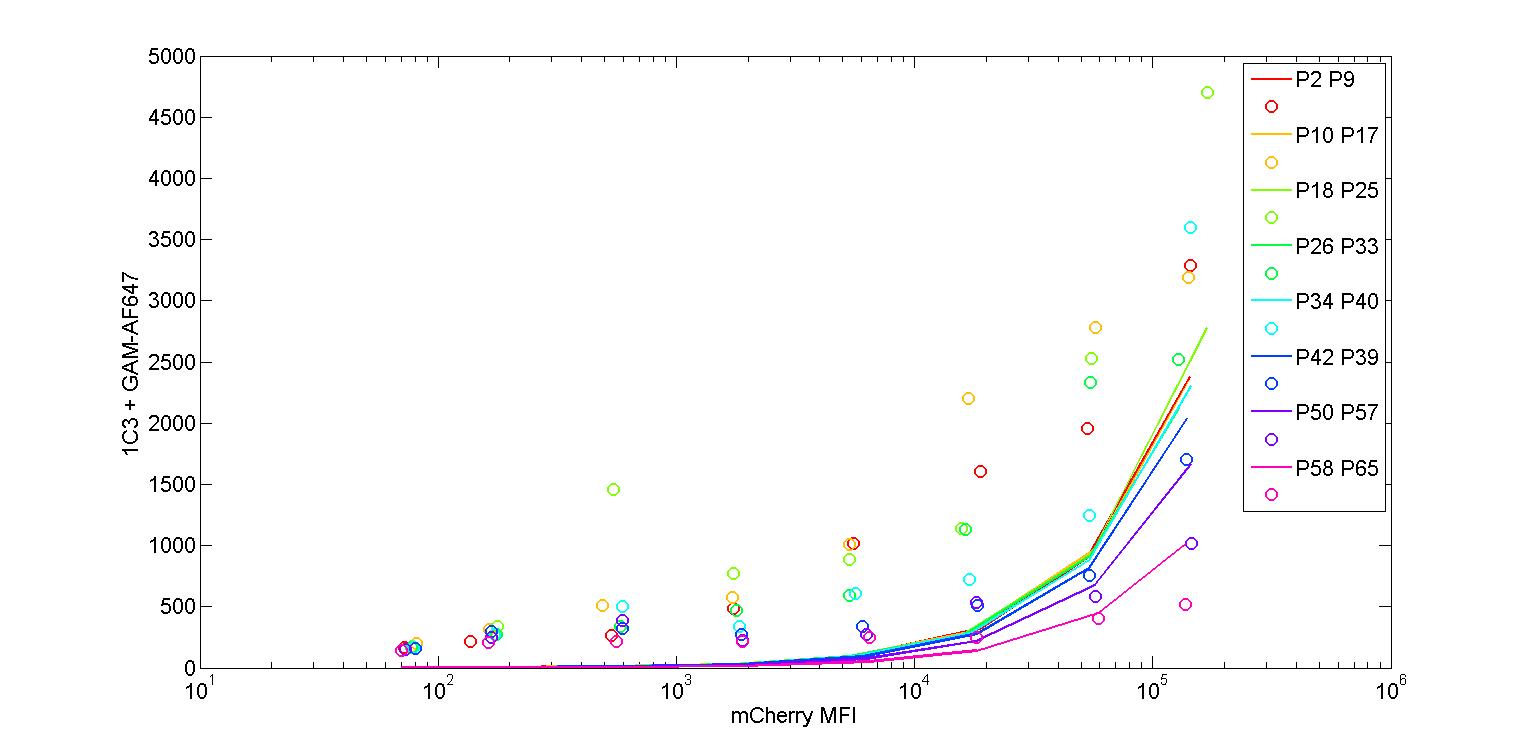 5000
4500
4000
3500
3000
2500
2000
1500
1000
500
0
1C3 + GAM-AF647
10^1 10^2 10^3 10^4 10^5 10^6
mCherry MFI
P2 P9
P10 P17
P18 P25
P26 P33
P34 P40
P42 P39
P50 P57
P58 P65